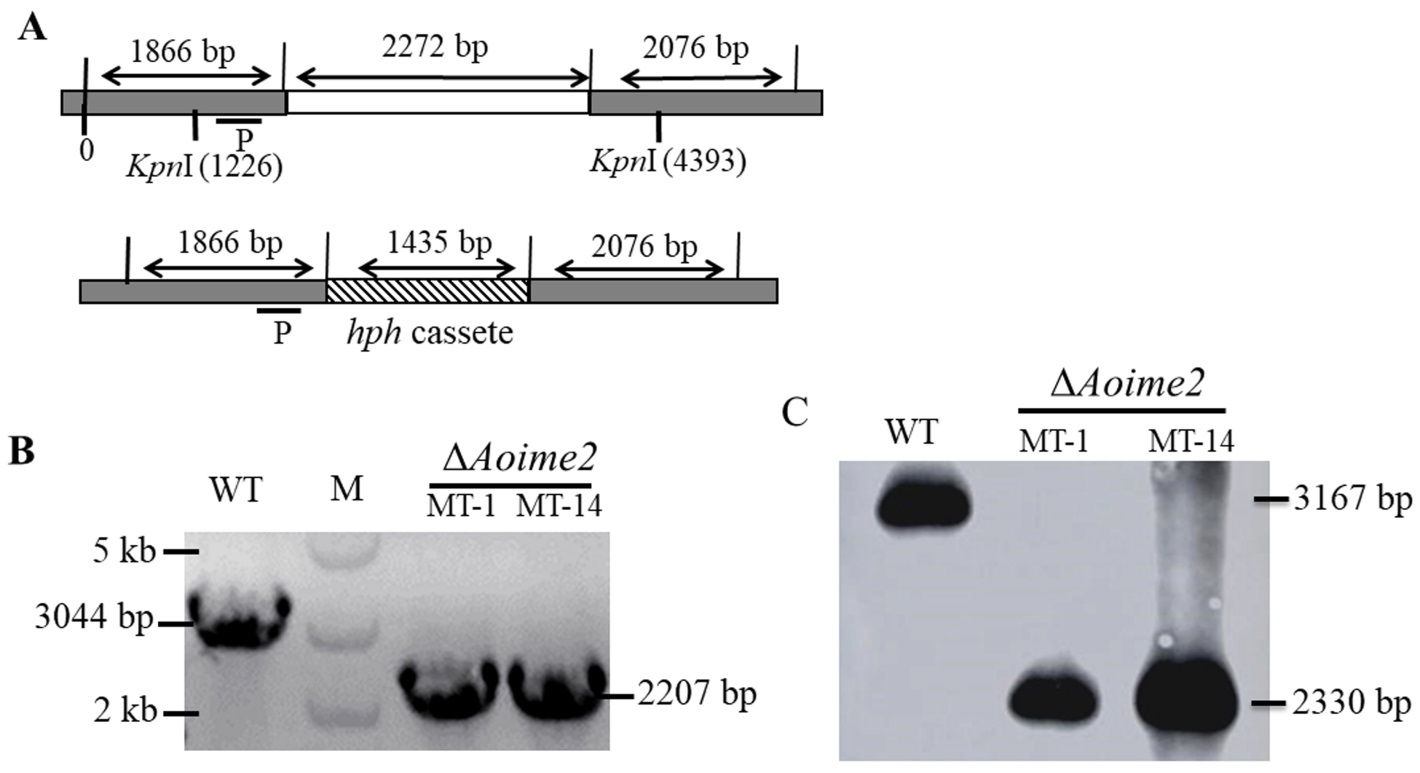 A
1866 bp 2272 bp 2076 bp
0 P
KpnI (1226) KpnI (4393)
1866 bp 1435 bp 2076 bp
P hph cassete
B
ΔAoime2
WT M MT-1 MT-14
5 kb
3044 bp
2207 bp
2 kb
C
ΔAoime2
WT MT-1 MT-14
3167 bp
2330 bp